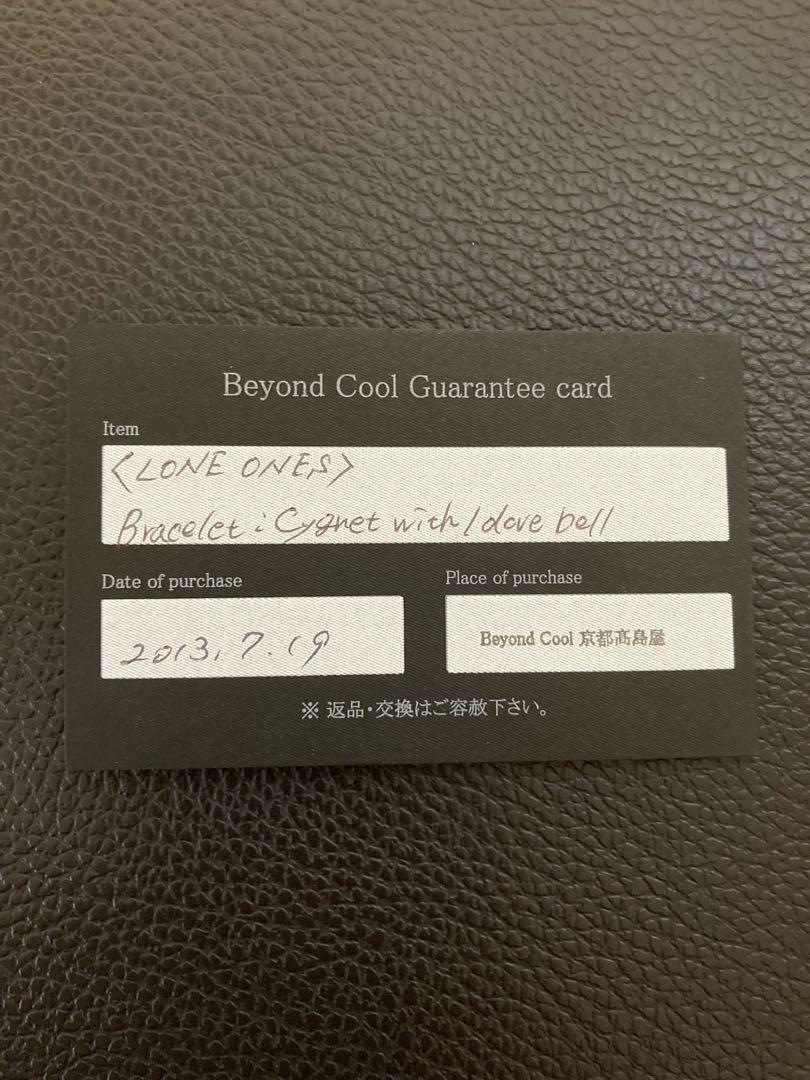 Beyond Cool Guarantee card
Item
<LONE ONES>
Bracelet : Cygnet with 1 dove bell
Date of purchase
2013. 7. 19
Place of purchase
Beyond Cool 京都髙島屋
※ 返品・交換はご容赦下さい。